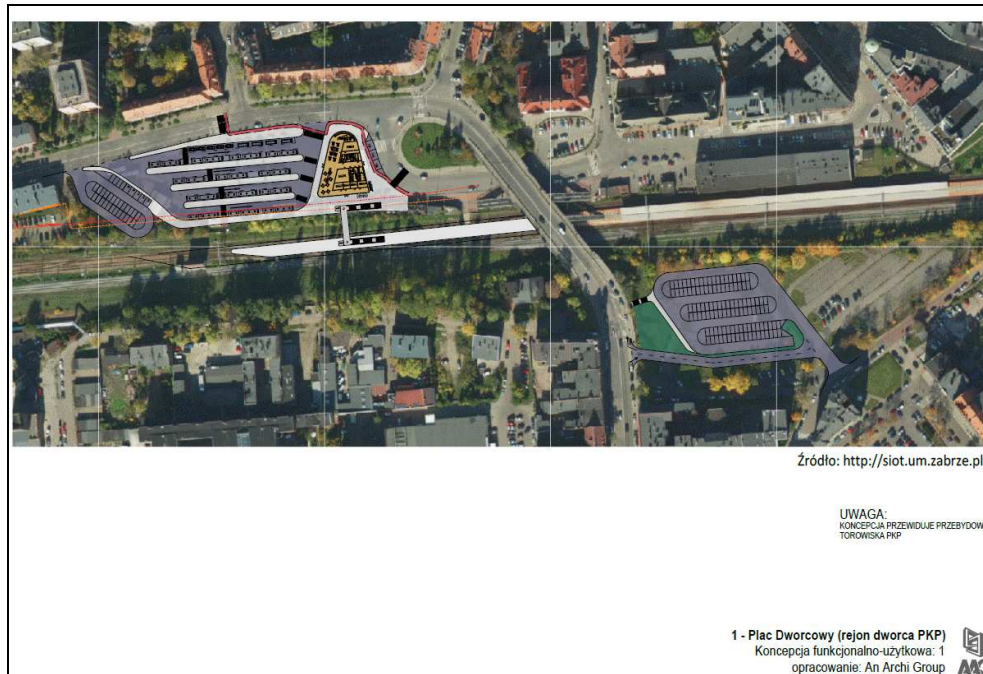 Źródło: http://siot.um.zabrze.pl
UWAGA:
KONCEPCJA PRZEWIDUJE PRZEBYDOW
TOROWISKA PKP
1 - Plac Dworcowy (rejon dworca PKP)
Koncepcja funkcjonalno-użytkowa: 1
opracowanie: An Archi Group